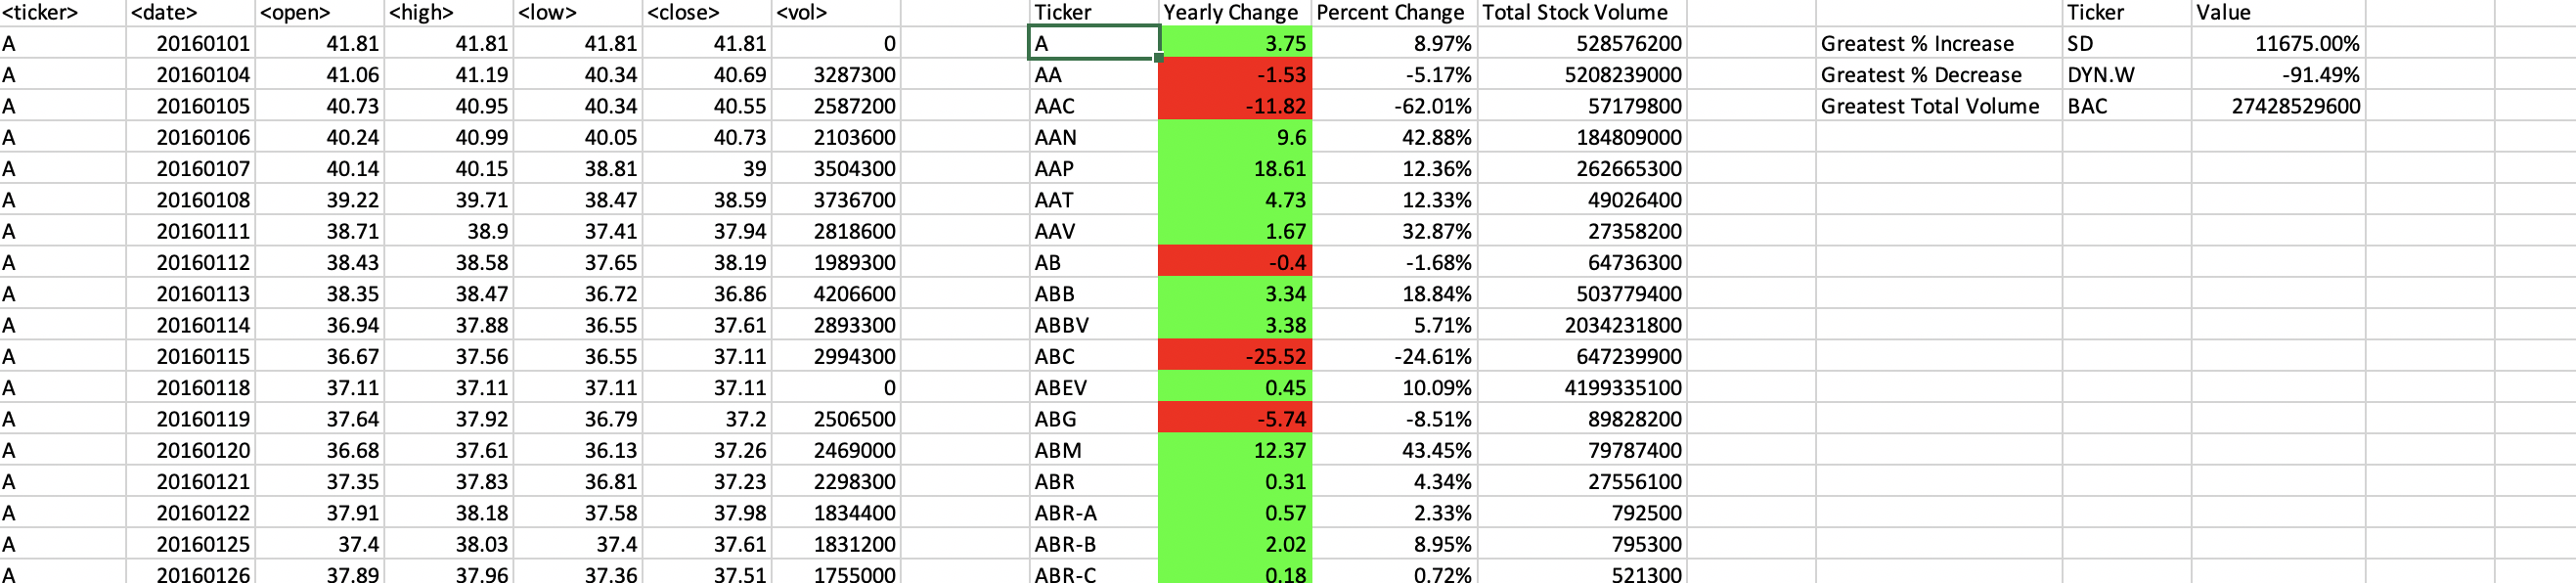 <ticker> <date> <open> <high> <low> <close> <vol> Ticker Yearly Change Percent Change Total Stock Volume Ticker Value
A 20160101 41.81 41.81 41.81 41.81 0 A 3.75 8.97% 528576200 Greatest % Increase SD 11675.00%
A 20160104 41.06 41.19 40.34 40.69 3287300 AA -1.53 -5.17% 5208239000 Greatest % Decrease DYN.W -91.49%
A 20160105 40.73 40.95 40.34 40.55 2587200 AAC -11.82 -62.01% 57179800 Greatest Total Volume BAC 27428529600
A 20160106 40.24 40.99 40.05 40.73 2103600 AAN 9.6 42.88% 184809000
A 20160107 40.14 40.15 38.81 39 3504300 AAP 18.61 12.36% 262665300
A 20160108 39.22 39.71 38.47 38.59 3736700 AAT 4.73 12.33% 49026400
A 20160111 38.71 38.9 37.41 37.94 2818600 AAV 1.67 32.87% 27358200
A 20160112 38.43 38.58 37.65 38.19 1989300 AB -0.4 -1.68% 64736300
A 20160113 38.35 38.47 36.72 36.86 4206600 ABB 3.34 18.84% 503779400
A 20160114 36.94 37.88 36.55 37.61 2893300 ABBV 3.38 5.71% 2034231800
A 20160115 36.67 37.56 36.55 37.11 2994300 ABC -25.52 -24.61% 647239900
A 20160118 37.11 37.11 37.11 37.11 0 ABEV 0.45 10.09% 4199335100
A 20160119 37.64 37.92 36.79 37.2 2506500 ABG -5.74 -8.51% 89828200
A 20160120 36.68 37.61 36.13 37.26 2469000 ABM 12.37 43.45% 79787400
A 20160121 37.35 37.83 36.81 37.23 2298300 ABR 0.31 4.34% 27556100
A 20160122 37.91 38.18 37.58 37.98 1834400 ABR-A 0.57 2.33% 792500
A 20160125 37.4 38.03 37.4 37.61 1831200 ABR-B 2.02 8.95% 795300
A 20160126 37.89 37.96 37.36 37.51 1755000 ABR-C 0.18 0.72% 521300